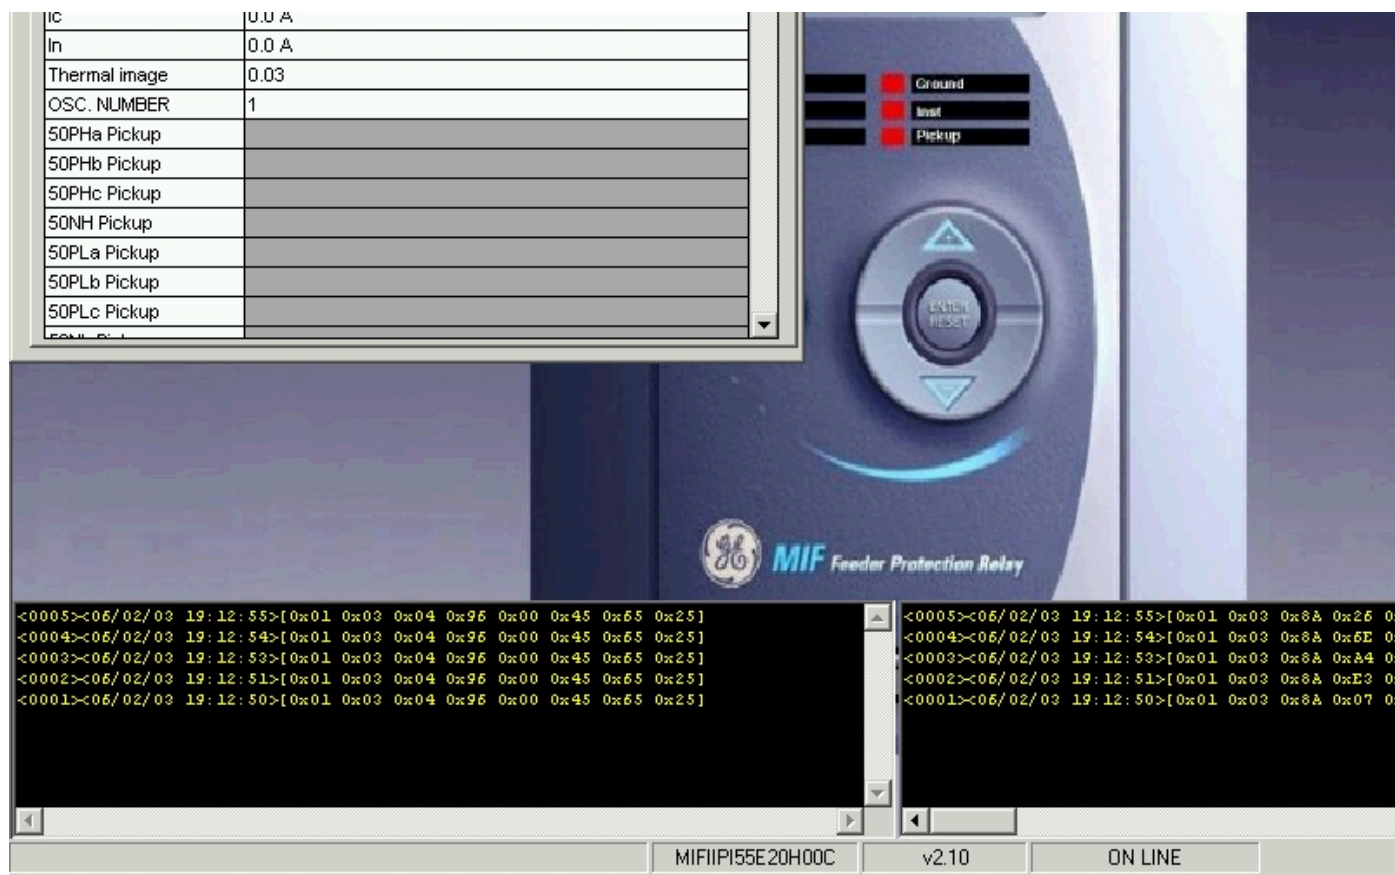 Ic 0.0 A
In 0.0 A
Thermal image 0.03
OSC. NUMBER 1
50PHa Pickup
50PHb Pickup
50PHc Pickup
50NH Pickup
50PLa Pickup
50PLb Pickup
50PLc Pickup
Ground
Inst
Pickup
ENTER
RESET
MIF Feeder Protection Relay
<0005><06/02/03 19:12:55>[0x01 0x03 0x04 0x96 0x00 0x45 0x65 0x25]
<0004><06/02/03 19:12:54>[0x01 0x03 0x04 0x96 0x00 0x45 0x65 0x25]
<0003><06/02/03 19:12:53>[0x01 0x03 0x04 0x96 0x00 0x45 0x65 0x25]
<0002><06/02/03 19:12:51>[0x01 0x03 0x04 0x96 0x00 0x45 0x65 0x25]
<0001><06/02/03 19:12:50>[0x01 0x03 0x04 0x96 0x00 0x45 0x65 0x25]
<0005><06/02/03 19:12:55>[0x01 0x03 0x8A 0x26
<0004><06/02/03 19:12:54>[0x01 0x03 0x8A 0x6E
<0003><06/02/03 19:12:53>[0x01 0x03 0x8A 0xA4
<0002><06/02/03 19:12:51>[0x01 0x03 0x8A 0xE3
<0001><06/02/03 19:12:50>[0x01 0x03 0x8A 0x07
MIFIIPI55E20H00C v2.10 ON LINE